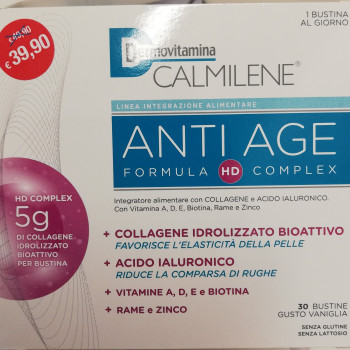 € 49,90
€ 39,90
1 BUSTINA
AL GIORNO
Dermovitamina
CALMILENE®
LINEA INTEGRAZIONE ALIMENTARE
ANTI AGE
FORMULA HD COMPLEX
Integratore alimentare con COLLAGENE e ACIDO IALURONICO.
Con Vitamina A, D, E, Biotina, Rame e Zinco
HD COMPLEX
5g
DI COLLAGENE
IDROLIZZATO
BIOATTIVO
PER BUSTINA
+ COLLAGENE IDROLIZATO BIOATTIVO
FAVORISCE L'ELASTICITÀ DELLA PELLE
+ ACIDO IALURONICO
RIDUCE LA COMPARSA DI RUGHE
+ VITAMINE A, D, E e BIOTINA
+ RAME e ZINCO
30 BUSTINE
GUSTO VANIGLIA
SENZA GLUTINE
SENZA LATTOSIO